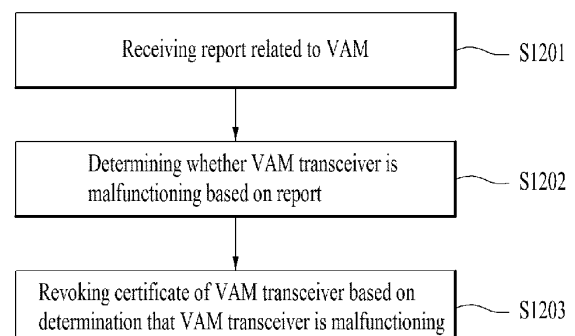 Receiving report related to VAM
S1201
Determining whether VAM transceiver is
malfunctioning based on report
S1202
Revoking certificate of VAM transceiver based on
determination that VAM transceiver is malfunctioning
S1203